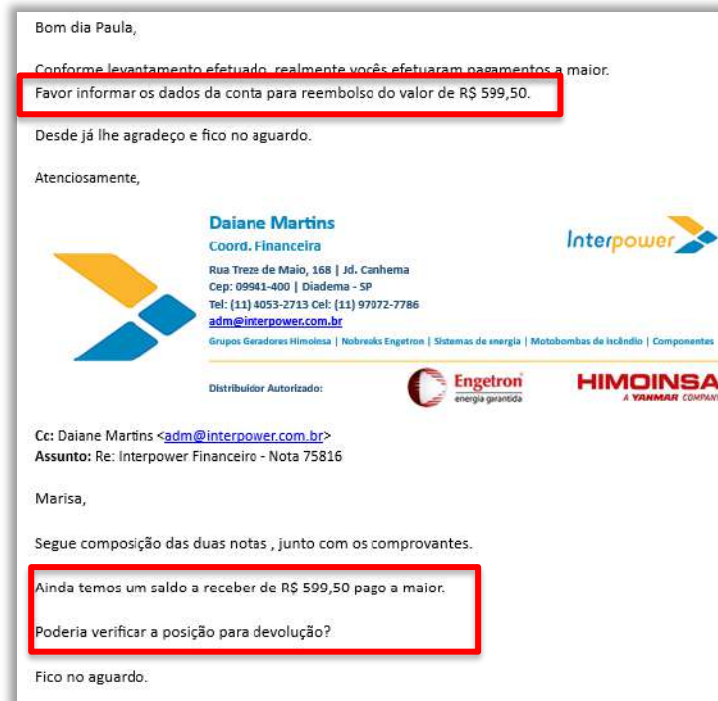 Bom dia Paula,
Conforme levantamento efetuado, realmente vocês efetuaram pagamentos a maior.
Favor informar os dados da conta para reembolso do valor de R$ 599,50.
Desde já lhe agradeço e fico no aguardo.
Atenciosamente,
Daiane Martins
Coord. Financeira
Interpower
Rua Treze de Maio, 168 | Jd. Canhema
Cep: 09941-400 | Diadema - SP
Tel: (11) 4053-2713 Cel: (11) 97072-7786
adm@interpower.com.br
Grupos Geradores Himoinsa | Nobreaks Engetron | Sistemas de energia | Motobombas de Incêndio | Componentes
Distribuidor Autorizado:
Engetron
energia garantida
HIMOINSA
A YANMAR COMPANY
Cc: Daiane Martins <adm@interpower.com.br>
Assunto: Re: Interpower Financeiro - Nota 75816
Marisa,
Segue composição das duas notas , junto com os comprovantes.
Ainda temos um saldo a receber de R$ 599,50 pago a maior.
Poderia verificar a posição para devolução?
Fico no aguardo.